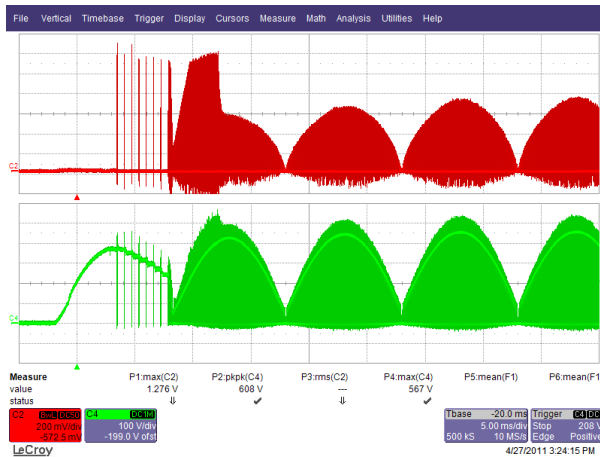 File Vertical Timebase Trigger Display Cursors Measure Math Analysis Utilities Help
C2
C4
Measure P1:max(C2) P2:pkpk(C4) P3:rms(C2) P4:max(C4) P5:mean(F1) P6:mean(F1)
value 1.276 V 608 V --- 567 V
status
C2 BwL DC50
200 mV/div
-572.5 mV
C4 DC1M
100 V/div
-199.0 V ofst
Tbase -20.0 ms
5.00 ms/div
500 kS 10 MS/s
Trigger C4 DC
Stop 208 V
Edge Positive
LeCroy
4/27/2011 3:24:15 PM